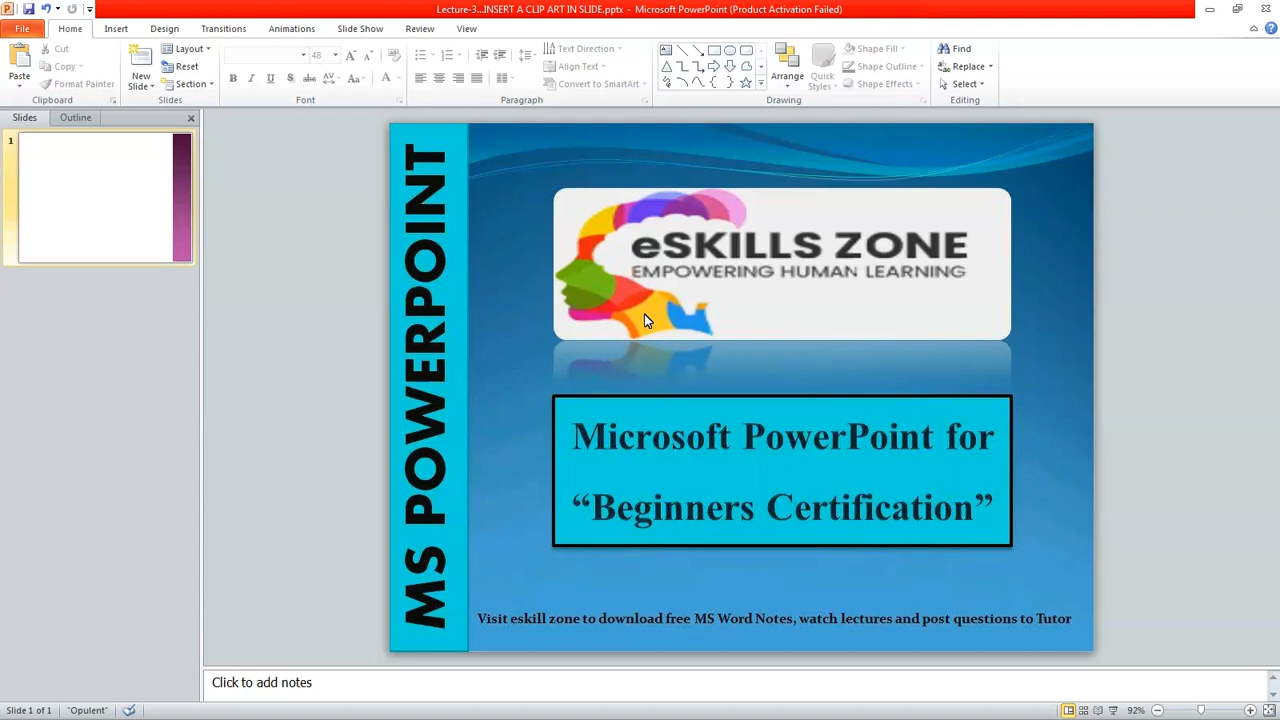 Lecture-3...INSERT A CLIP ART IN SLIDE.pptx - Microsoft PowerPoint (Product Activation Failed)
File Home Insert Design Transitions Animations Slide Show Review View
Paste
Cut
Copy
Format Painter
Clipboard
New
Slide
Layout
Reset
Section
Slides
48
B I U S abc AV Aa A
Font
Text Direction
Align Text
Convert to SmartArt
Paragraph
Arrange
Quick
Styles
Shape Fill
Shape Outline
Shape Effects
Drawing
Find
Replace
Select
Editing
Slides Outline
1
MS POWERPOINT
eSKILLS ZONE
EMPOWERING HUMAN LEARNING
Microsoft PowerPoint for
“Beginners Certification”
Visit eskill zone to download free MS Word Notes, watch lectures and post questions to Tutor
Click to add notes
Slide 1 of 1 "Opulent" 92%